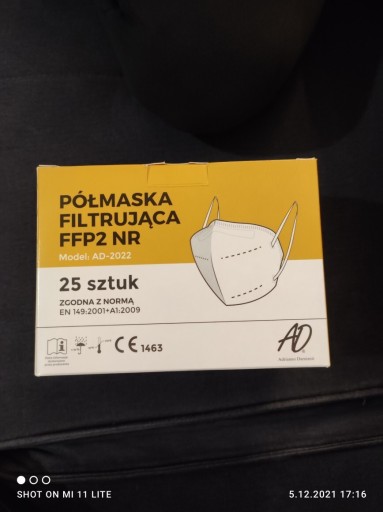 PÓŁMASKA
FILTRUJĄCA
FFP2 NR
Model: AD-2022
25 sztuk
ZGODNA Z NORMĄ
EN 149:2001+A1:2009
CE 1463
AD
SHOT ON MI 11 LITE
5.12.2021 17:16